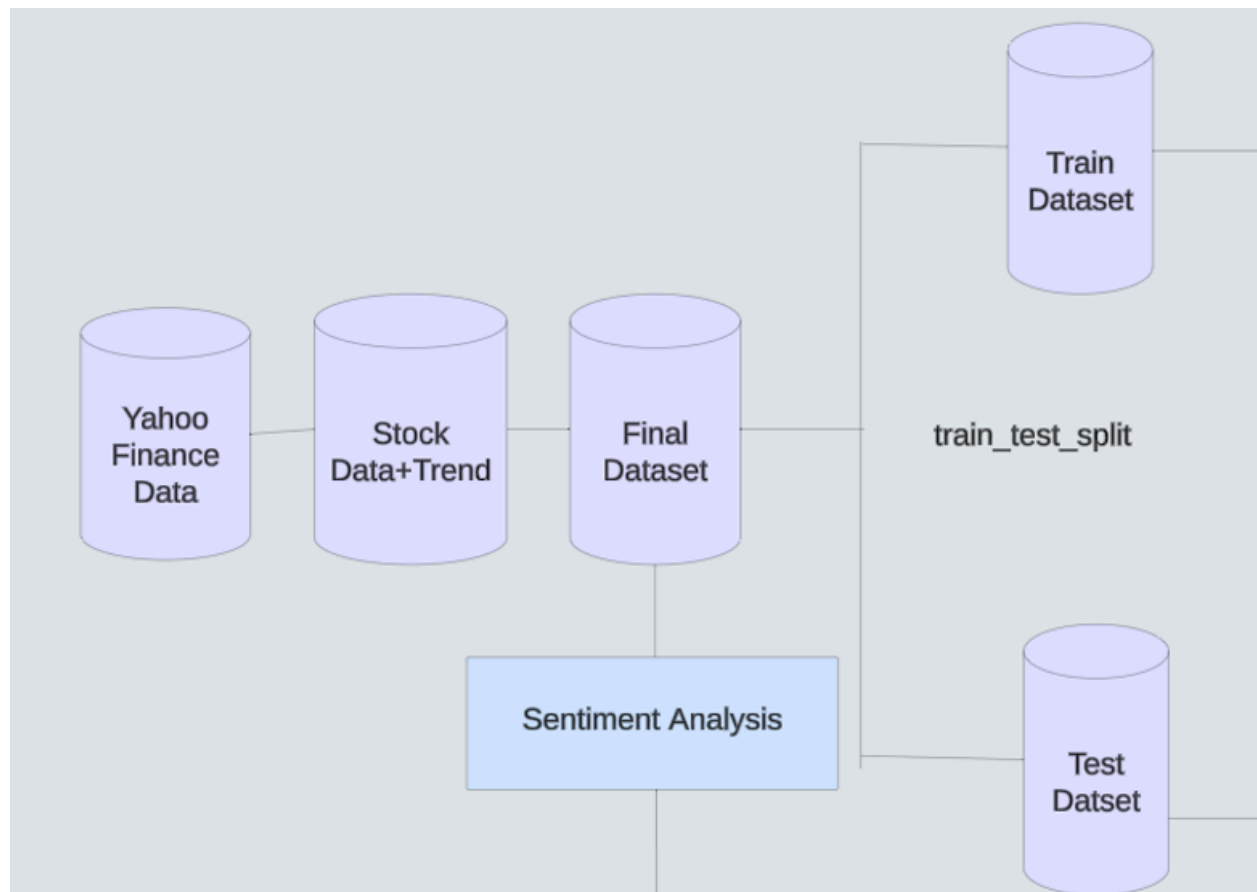 Train
Dataset
Yahoo
Finance
Data
Stock
Data+Trend
Final
Dataset
train_test_split
Sentiment Analysis
Test
Datset